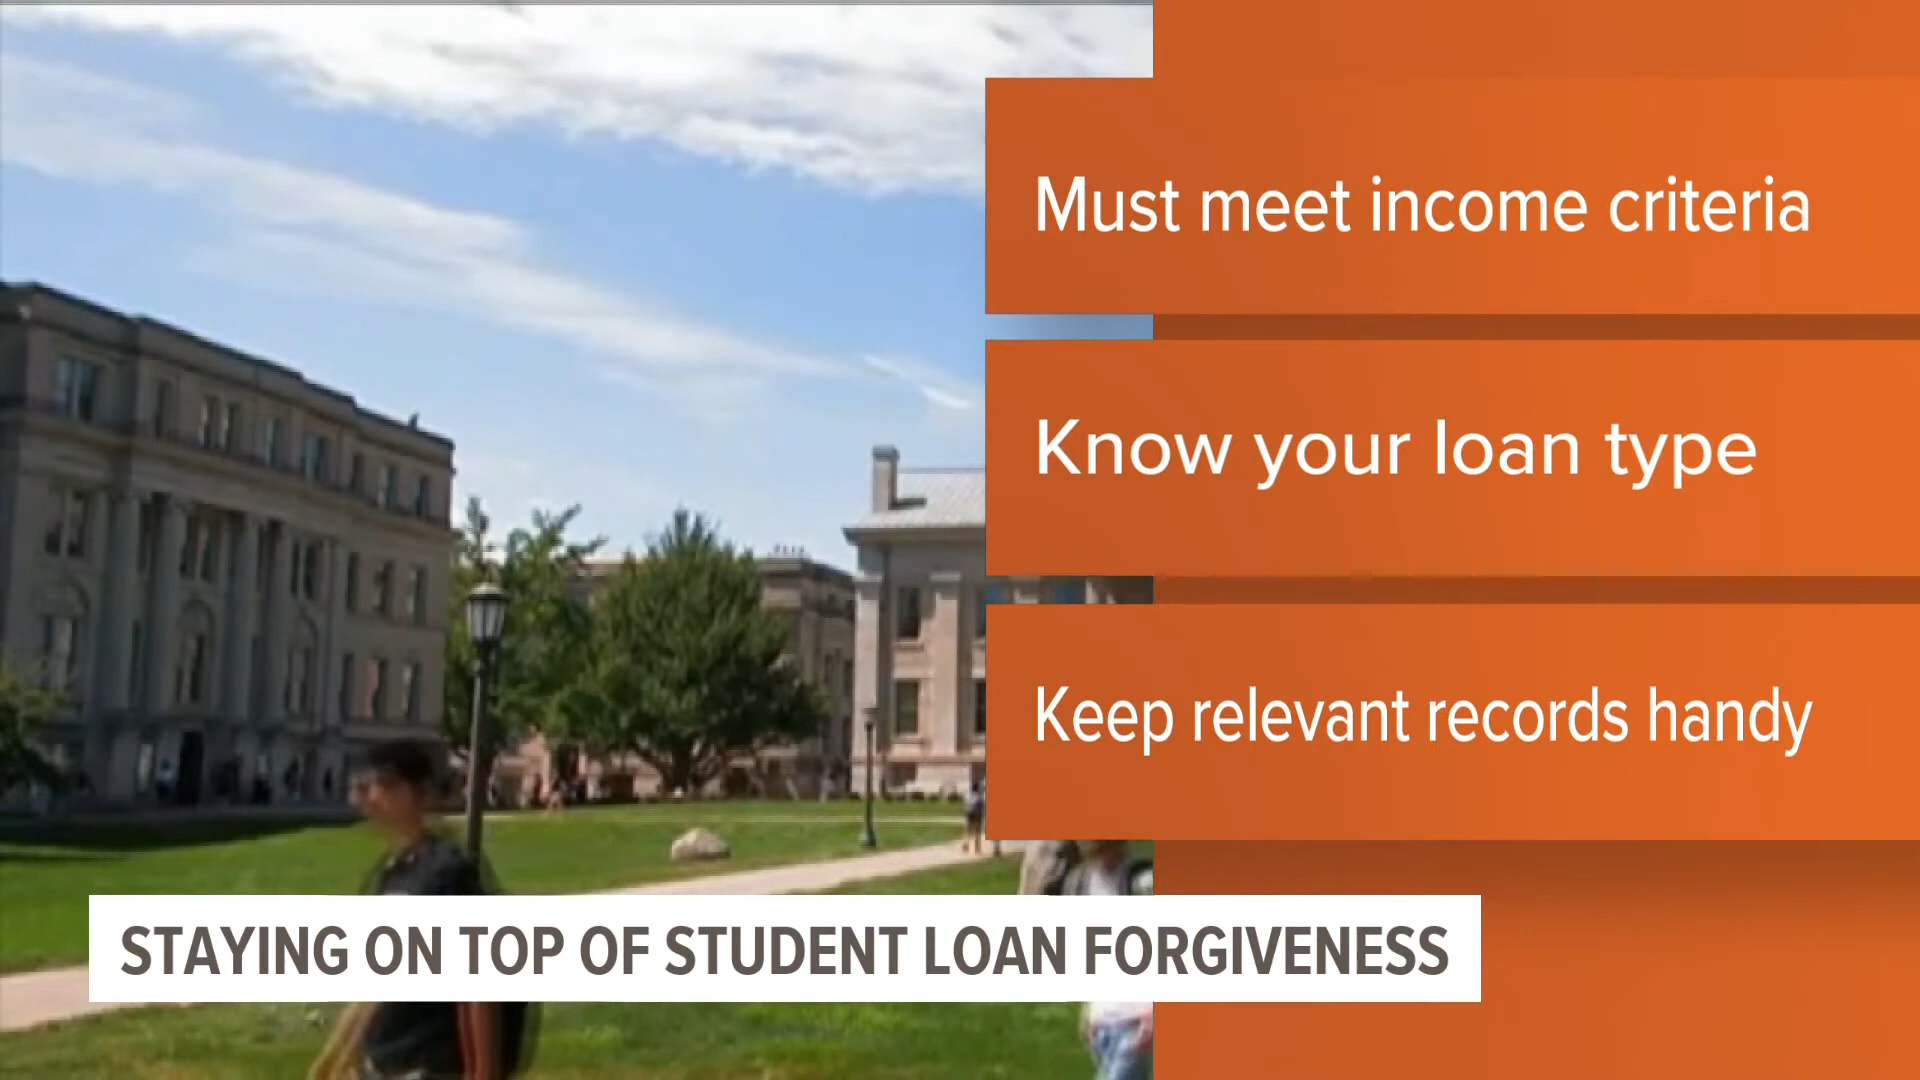 Must meet income criteria
Know your loan type
Keep relevant records handy
STAYING ON TOP OF STUDENT LOAN FORGIVENESS